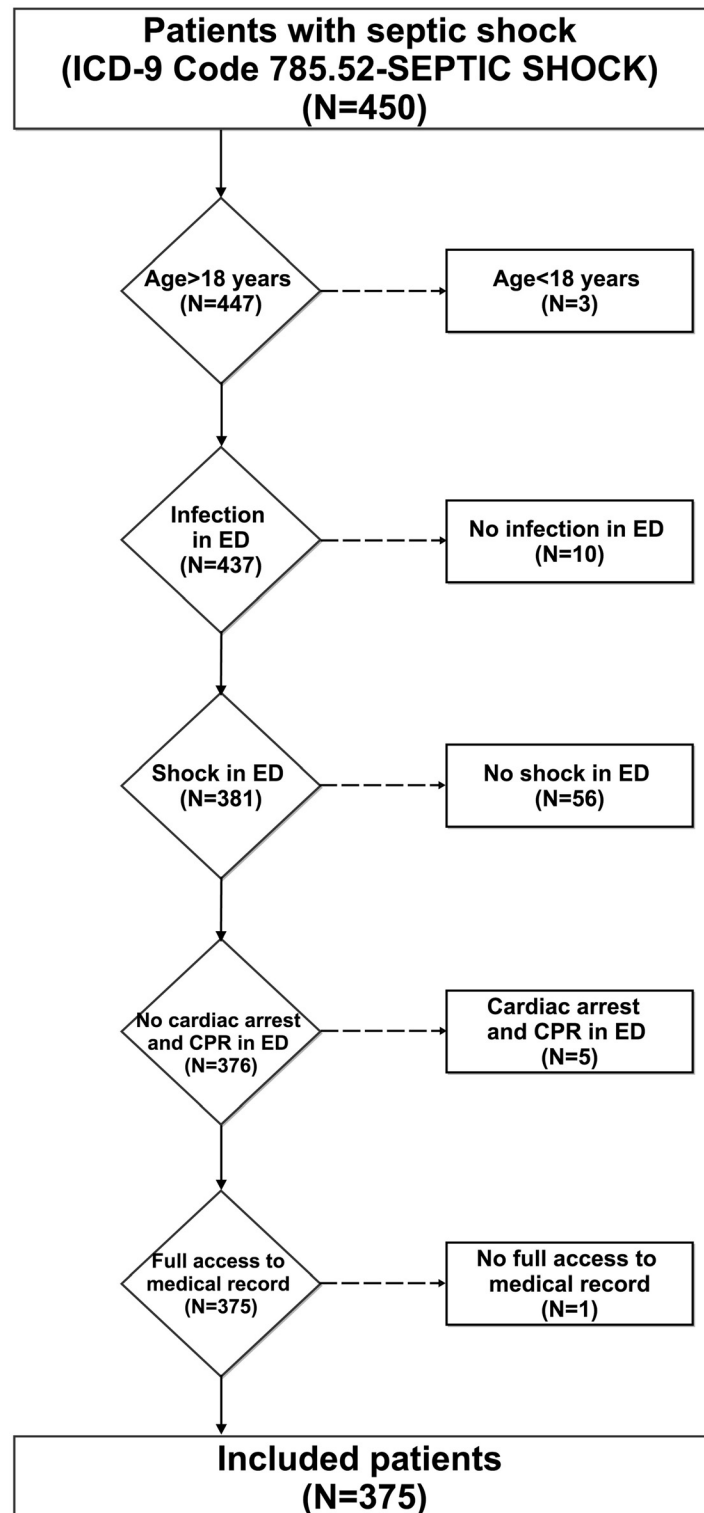 Patients with septic shock
(ICD-9 Code 785.52-SEPTIC SHOCK)
(N=450)
Age>18 years
(N=447)
Age<18 years
(N=3)
Infection
in ED
(N=437)
No infection in ED
(N=10)
Shock in ED
(N=381)
No shock in ED
(N=56)
No cardiac arrest
and CPR in ED
(N=376)
Cardiac arrest
and CPR in ED
(N=5)
Full access to
medical record
(N=375)
No full access to
medical record
(N=1)
Included patients
(N=375)